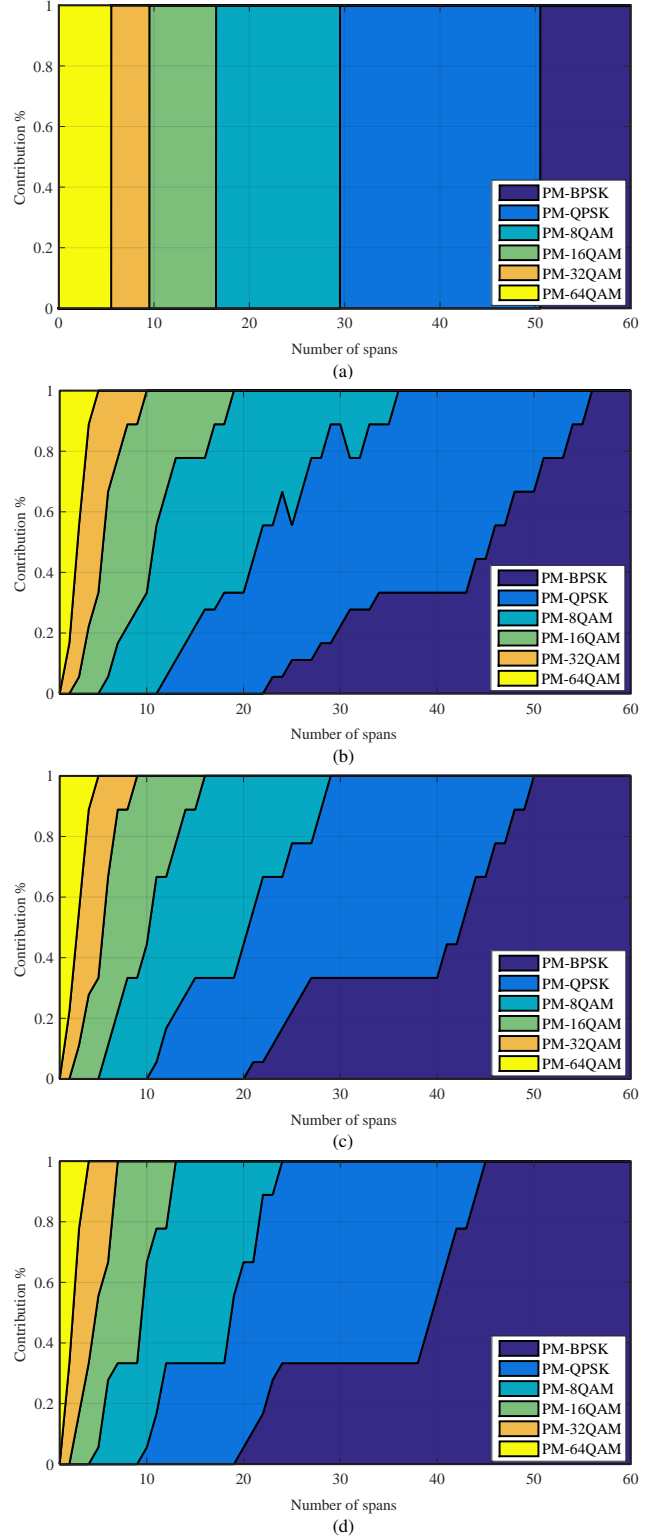 Contribution %
1
0.8
0.6
0.4
0.2
0
PM-BPSK
PM-QPSK
PM-8QAM
PM-16QAM
PM-32QAM
PM-64QAM
0 10 20 30 40 50 60
Number of spans
(a)
Contribution %
1
0.8
0.6
0.4
0.2
0
PM-BPSK
PM-QPSK
PM-8QAM
PM-16QAM
PM-32QAM
PM-64QAM
10 20 30 40 50 60
Number of spans
(b)
Contribution %
1
0.8
0.6
0.4
0.2
0
PM-BPSK
PM-QPSK
PM-8QAM
PM-16QAM
PM-32QAM
PM-64QAM
10 20 30 40 50 60
Number of spans
(c)
Contribution %
1
0.8
0.6
0.4
0.2
0
PM-BPSK
PM-QPSK
PM-8QAM
PM-16QAM
PM-32QAM
PM-64QAM
10 20 30 40 50 60
Number of spans
(d)